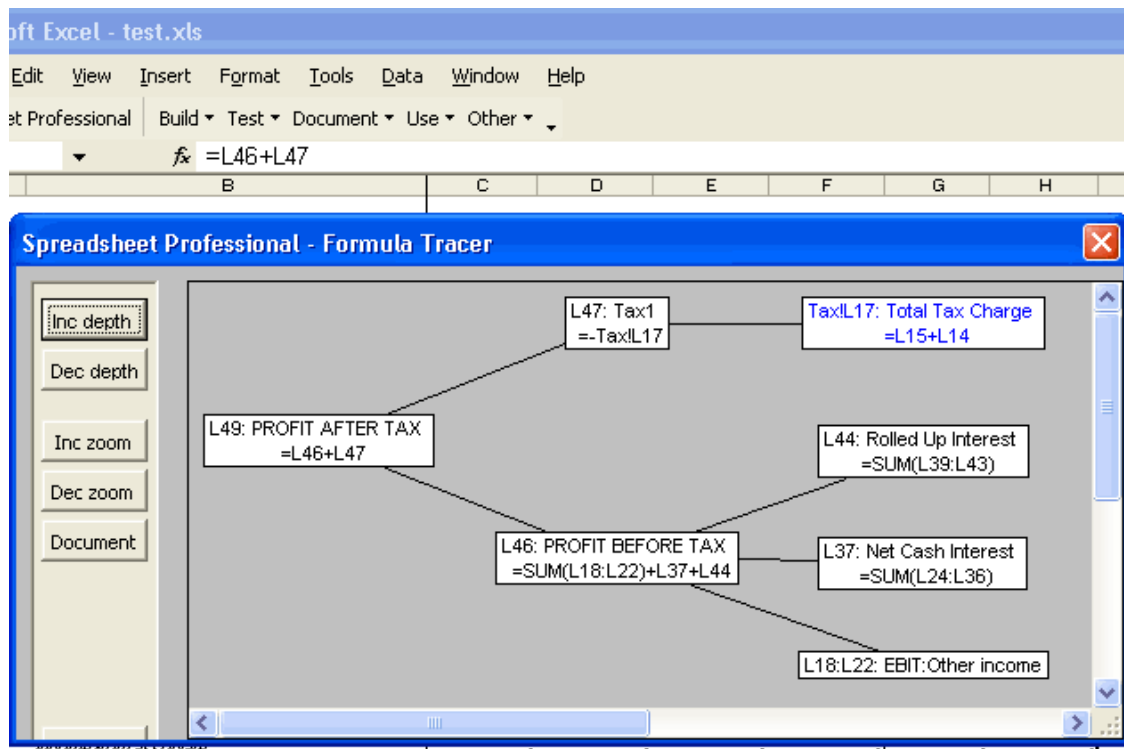 oft Excel - test.xls
Edit View Insert Format Tools Data Window Help
et Professional Build Test Document Use Other
fx =L46+L47
B C D E F G H
Spreadsheet Professional - Formula Tracer
Inc depth
Dec depth
Inc zoom
Dec zoom
Document
L47: Tax1
=-Tax!L17
Tax!L17: Total Tax Charge
=L15+L14
L49: PROFIT AFTER TAX
=L46+L47
L44: Rolled Up Interest
=SUM(L39:L43)
L46: PROFIT BEFORE TAX
=SUM(L18:L22)+L37+L44
L37: Net Cash Interest
=SUM(L24:L36)
L18:L22: EBIT:Other income